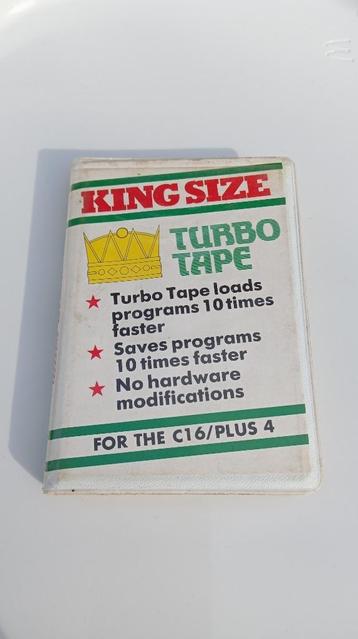 KING SIZE
TURBO
TAPE
★ Turbo Tape loads
programs 10 times
faster
★ Saves programs
10 times faster
★ No hardware
modifications
FOR THE C16/PLUS 4